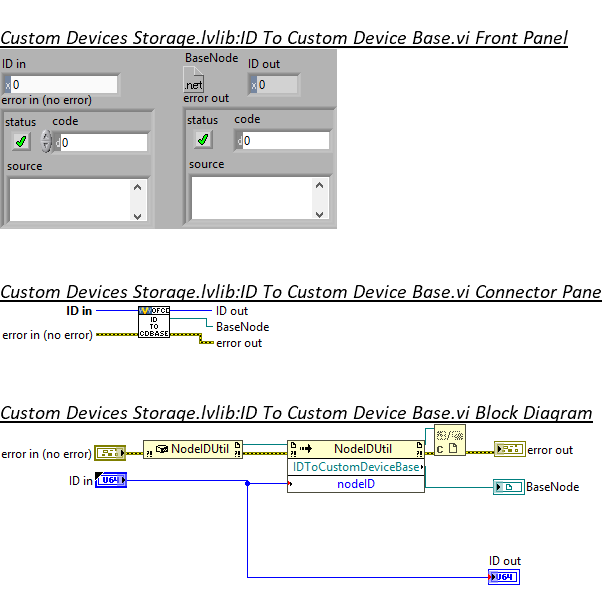 Custom Devices Storage.lvlib:ID To Custom Device Base.vi Front Panel
ID in
x 0
error in (no error)
status code
d 0
source
BaseNode ID out
.net x 0
error out
status code
d 0
source
Custom Devices Storage.lvlib:ID To Custom Device Base.vi Connector Pane
ID in ID out
BaseNode
error in (no error) error out
OFCD
ID
TO
CDBASE
Custom Devices Storage.lvlib:ID To Custom Device Base.vi Block Diagram
error in (no error) NodeIDUtil NodeIDUtil error out
IDToCustomDeviceBase
ID in U64 nodeID
BaseNode
ID out
U64